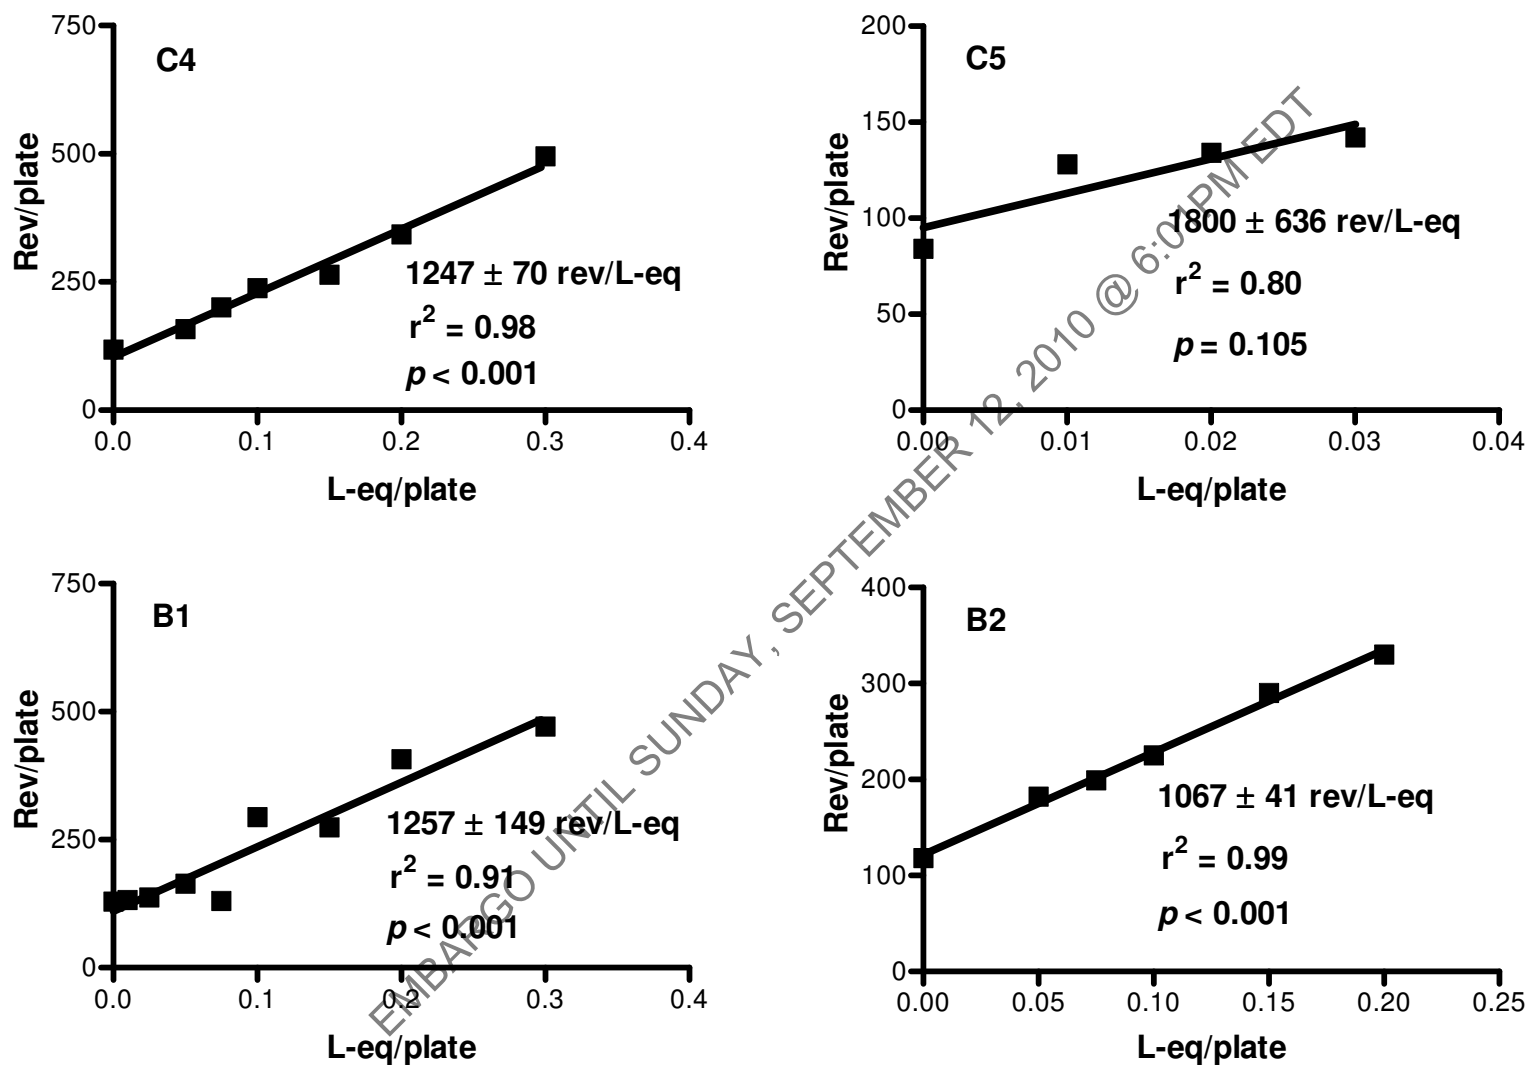 C4
750
500
250
0
Rev/plate
1247 ± 70 rev/L-eq
r² = 0.98
p < 0.001
0.0 0.1 0.2 0.3 0.4
L-eq/plate
C5
200
150
100
50
0
Rev/plate
1800 ± 636 rev/L-eq
r² = 0.80
p = 0.105
0.00 0.01 0.02 0.03 0.04
L-eq/plate
B1
750
500
250
0
Rev/plate
1257 ± 149 rev/L-eq
r² = 0.91
p < 0.001
0.0 0.1 0.2 0.3 0.4
L-eq/plate
B2
400
300
200
100
0
Rev/plate
1067 ± 41 rev/L-eq
r² = 0.99
p < 0.001
0.00 0.05 0.10 0.15 0.20 0.25
L-eq/plate
EMBARGO UNTIL SUNDAY, SEPTEMBER 12, 2010 @ 6:01PM EDT